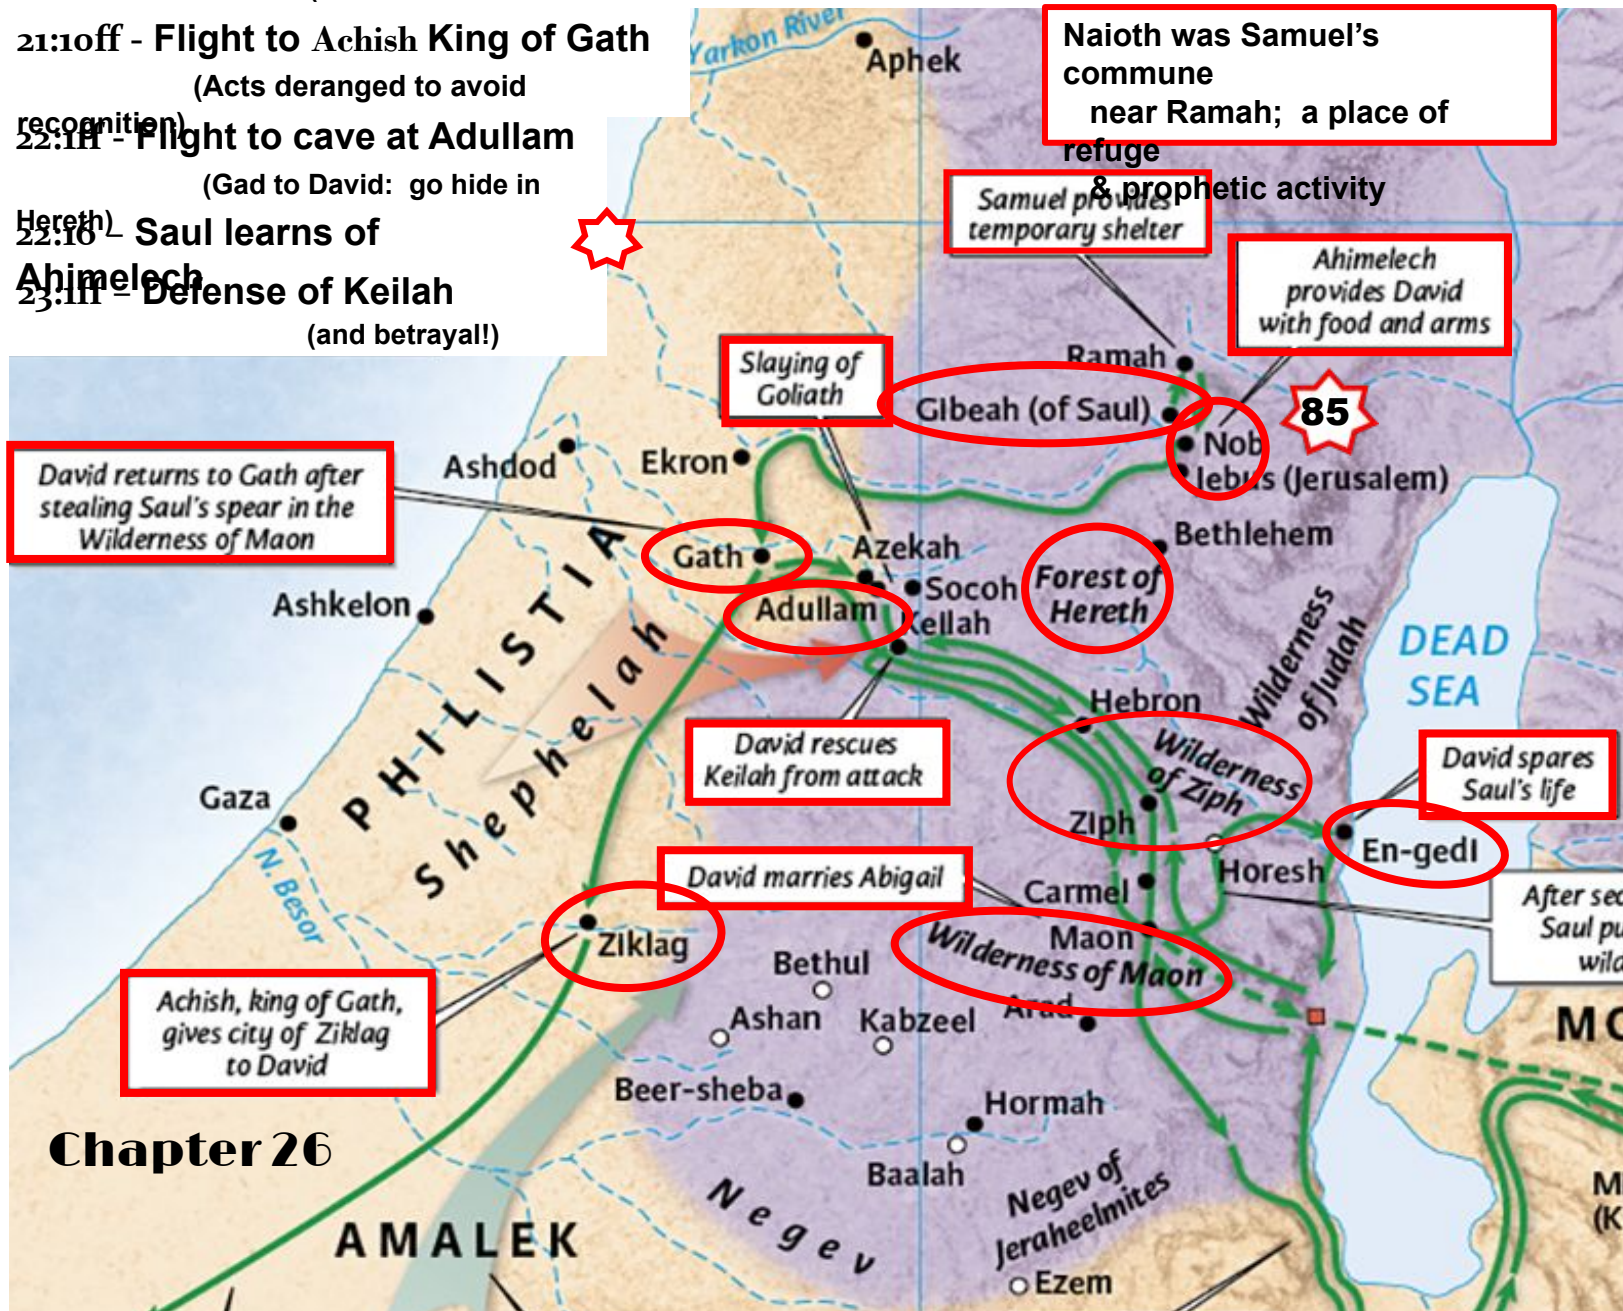 21:10ff - Flight to Achish King of Gath
(Acts deranged to avoid
recognition)
22:1ff - Flight to cave at Adullam
(Gad to David: go hide in
Hereth)
22:16 – Saul learns of
Ahimelech
23:1ff – Defense of Keilah
(and betrayal!)
Naioth was Samuel's
commune
near Ramah; a place of
refuge
& prophetic activity
Yarkon River
Aphek
Samuel provides
temporary shelter
Ahimelech
provides David
with food and arms
Slaying of
Goliath
Ramah
Gibeah (of Saul)
85
Nob
Jebus (Jerusalem)
Ashdod
Ekron
David returns to Gath after
stealing Saul's spear in the
Wilderness of Maon
Gath
Azekah
Bethlehem
Socoh
Forest of
Hereth
Adullam
Keilah
Ashkelon
PHILISTIA
Shephelah
Wilderness
of Judah
DEAD
SEA
Hebron
David rescues
Keilah from attack
Wilderness
of Ziph
David spares
Saul's life
Gaza
Ziph
En-gedi
Horesh
N. Besor
David marries Abigail
Carmel
After sec
Saul pu
wild
Maon
Wilderness of Maon
Ziklag
Bethul
Achish, king of Gath,
gives city of Ziklag
to David
Ashan
Kabzeel
Arad
MO
Beer-sheba
Hormah
Chapter 26
Baalah
Negev
Negev of
Jeraheelmites
M
(K
AMALEK
Ezem